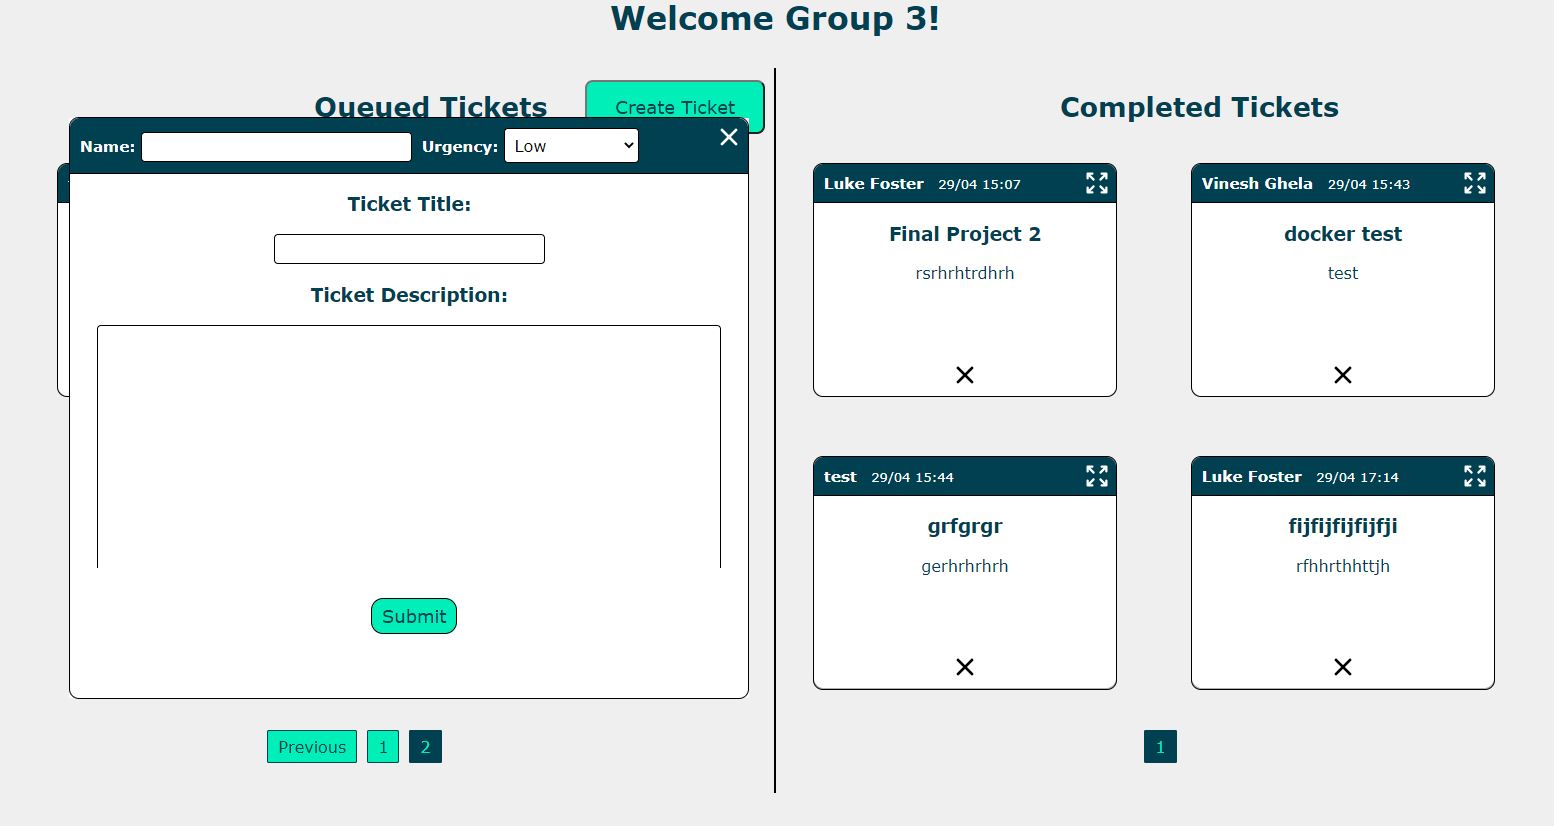 Welcome Group 3!
Queued Tickets
Create Ticket
Name:
Urgency:
Low
Ticket Title:
Ticket Description:
Submit
Previous
1
2
Completed Tickets
Luke Foster 29/04 15:07
Final Project 2
rsrhrhtrdhrh
Vinesh Ghela 29/04 15:43
docker test
test
test 29/04 15:44
grfgrgr
gerhrhrhrh
Luke Foster 29/04 17:14
fijfijfijfijfji
rfhhrthhttjh
1